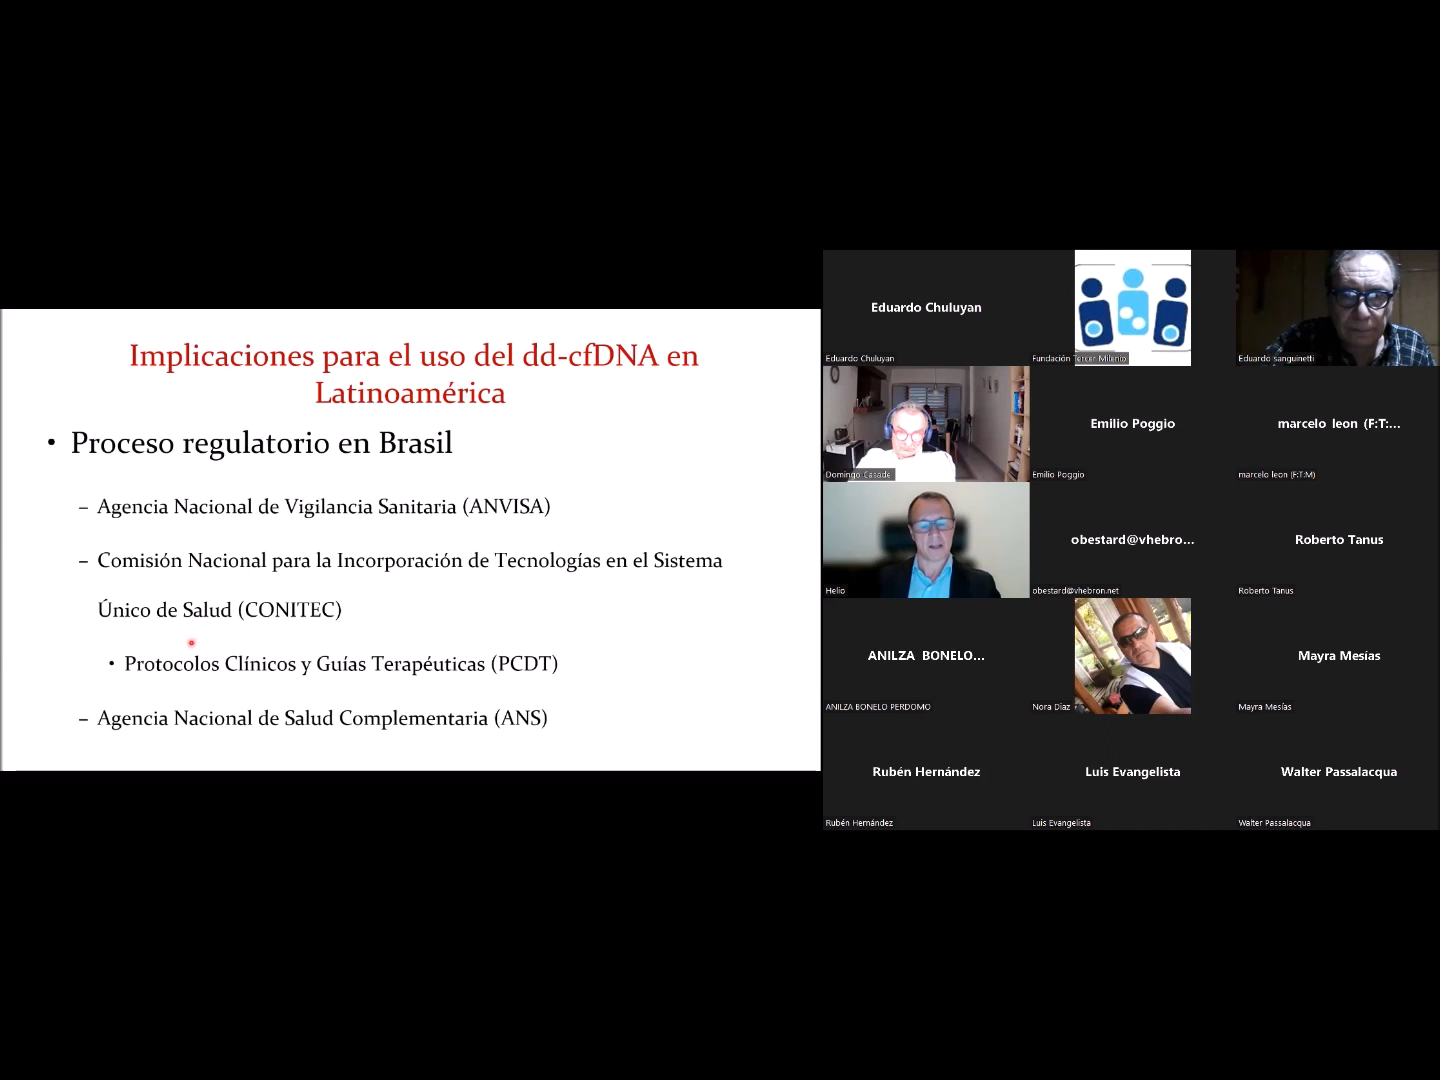 Implicaciones para el uso del dd-cfDNA en
Latinoamérica
• Proceso regulatorio en Brasil
– Agencia Nacional de Vigilancia Sanitaria (ANVISA)
– Comisión Nacional para la Incorporación de Tecnologías en el Sistema
Único de Salud (CONITEC)
• Protocolos Clínicos y Guías Terapéuticas (PCDT)
– Agencia Nacional de Salud Complementaria (ANS)
Eduardo Chuluyan
Eduardo Chuluyan
Fundación Tercer Milenio
Eduardo sanguinetti
Domingo Casade
Emilio Poggio
Emilio Poggio
marcelo leon (F:T:...
marcelo leon (F:T:M)
Helio
obestard@vhebro...
obestard@vhebron.net
Roberto Tanus
Roberto Tanus
ANILZA BONELO...
ANILZA BONELO PERDOMO
Nora Diaz
Mayra Mesías
Mayra Mesías
Rubén Hernández
Rubén Hernández
Luis Evangelista
Luis Evangelista
Walter Passalacqua
Walter Passalacqua